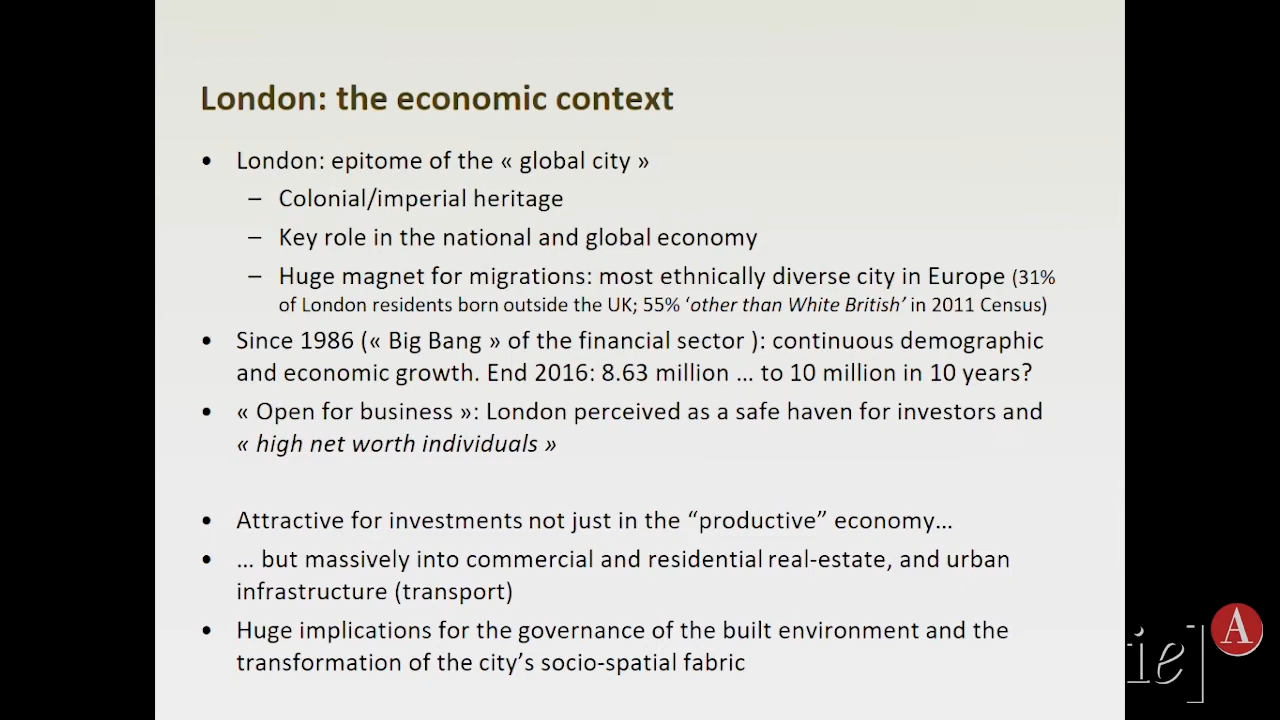 London: the economic context
• London: epitome of the « global city »
– Colonial/imperial heritage
– Key role in the national and global economy
– Huge magnet for migrations: most ethnically diverse city in Europe (31%
of London residents born outside the UK; 55% ‘other than White British’ in 2011 Census)
• Since 1986 (« Big Bang » of the financial sector ): continuous demographic
and economic growth. End 2016: 8.63 million … to 10 million in 10 years?
• « Open for business »: London perceived as a safe haven for investors and
« high net worth individuals »
• Attractive for investments not just in the “productive” economy…
• … but massively into commercial and residential real-estate, and urban
infrastructure (transport)
• Huge implications for the governance of the built environment and the
transformation of the city’s socio-spatial fabric
ie]
A